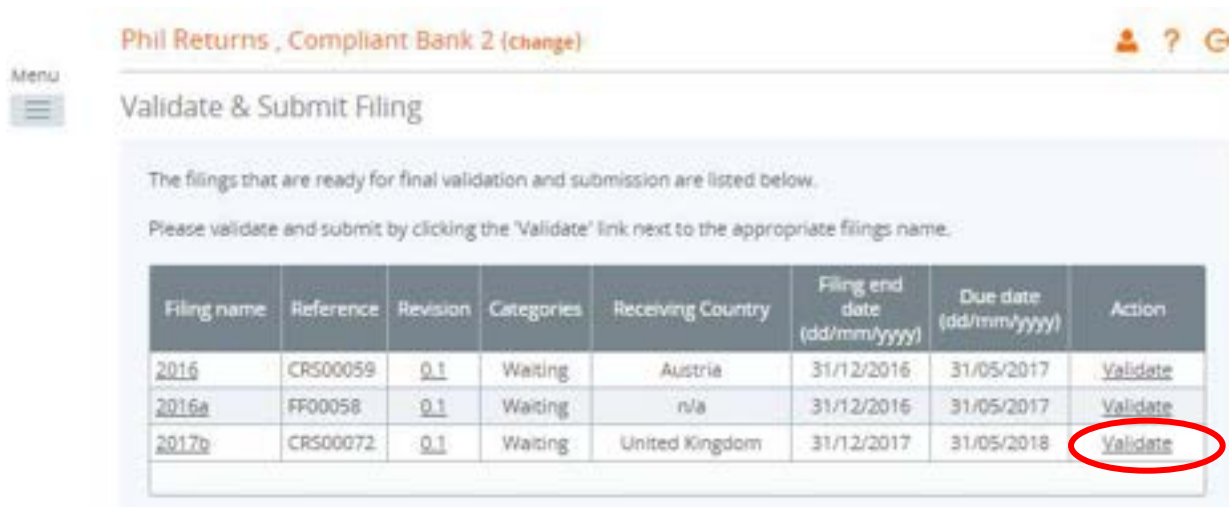 Phil Returns , Compliant Bank 2 (change)
?
Menu
Validate & Submit Filing
The filings that are ready for final validation and submission are listed below.
Please validate and submit by clicking the 'Validate' link next to the appropriate filings name.
Filing name Reference Revision Categories Receiving Country Filing end date (dd/mm/yyyy) Due date (dd/mm/yyyy) Action
2016 CRS00059 0.1 Waiting Austria 31/12/2016 31/05/2017 Validate
2016a FF00058 0.1 Waiting n/a 31/12/2016 31/05/2017 Validate
2017b CRS00072 0.1 Waiting United Kingdom 31/12/2017 31/05/2018 Validate